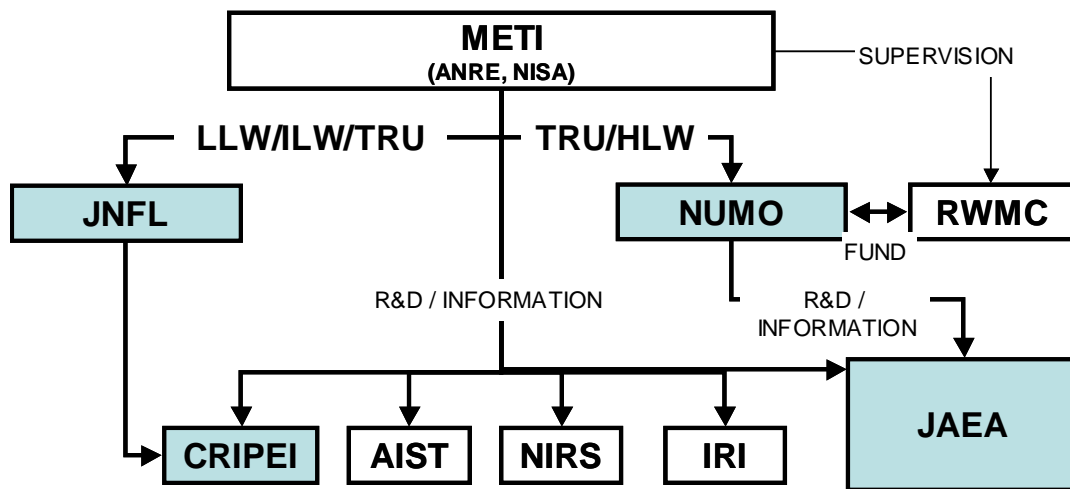 METI
(ANRE, NISA)
SUPERVISION
LLW/ILW/TRU
TRU/HLW
JNFL
NUMO
RWMC
FUND
R&D / INFORMATION
R&D /
INFORMATION
CRIPEI
AIST
NIRS
IRI
JAEA